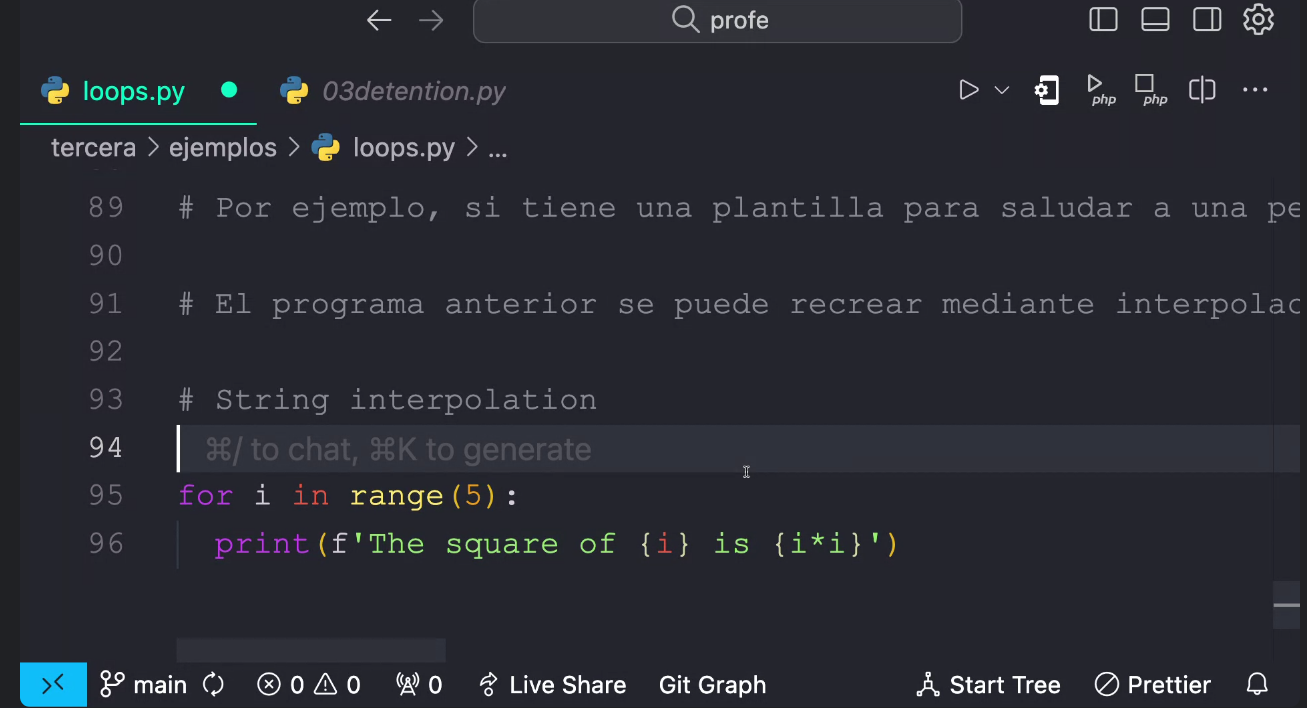 profe
loops.py
03detention.py
php
php
tercera > ejemplos > loops.py > ...
89 # Por ejemplo, si tiene una plantilla para saludar a una pe
90
91 # El programa anterior se puede recrear mediante interpolac
92
93 # String interpolation
94 ⌘/ to chat, ⌘K to generate
95 for i in range(5):
96 print(f'The square of {i} is {i*i}')
main 0 0 0 Live Share Git Graph Start Tree Prettier